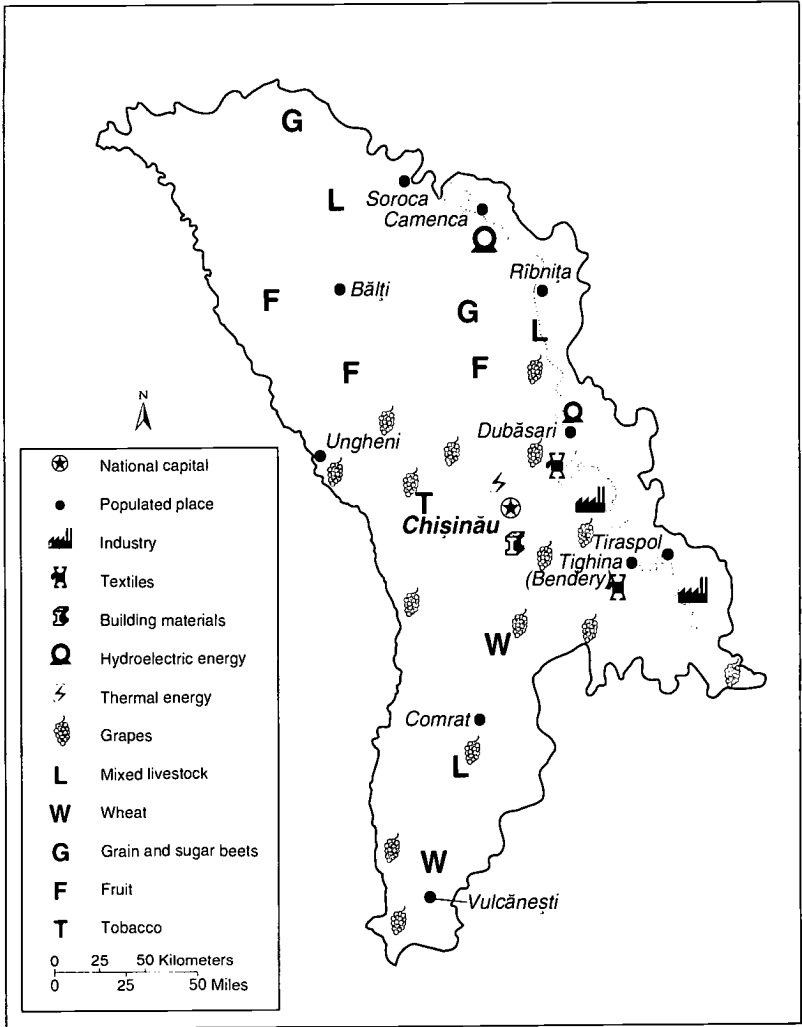 G
Soroca
L
Camenca
Rîbnița
Bălți
F
G
L
F
F
N
Dubăsari
Ungheni
T
Chișinău
Tiraspol
Tighina
(Bendery)
W
Comrat
L
W
Vulcănești
National capital
Populated place
Industry
Textiles
Building materials
Hydroelectric energy
Thermal energy
Grapes
L Mixed livestock
W Wheat
G Grain and sugar beets
F Fruit
T Tobacco
0 25 50 Kilometers
0 25 50 Miles